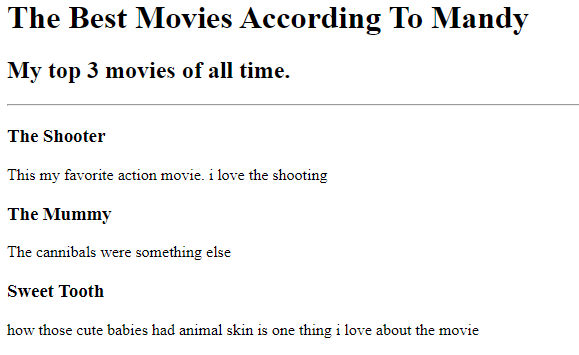 The Best Movies According To Mandy
My top 3 movies of all time.
The Shooter
This my favorite action movie. i love the shooting
The Mummy
The cannibals were something else
Sweet Tooth
how those cute babies had animal skin is one thing i love about the movie